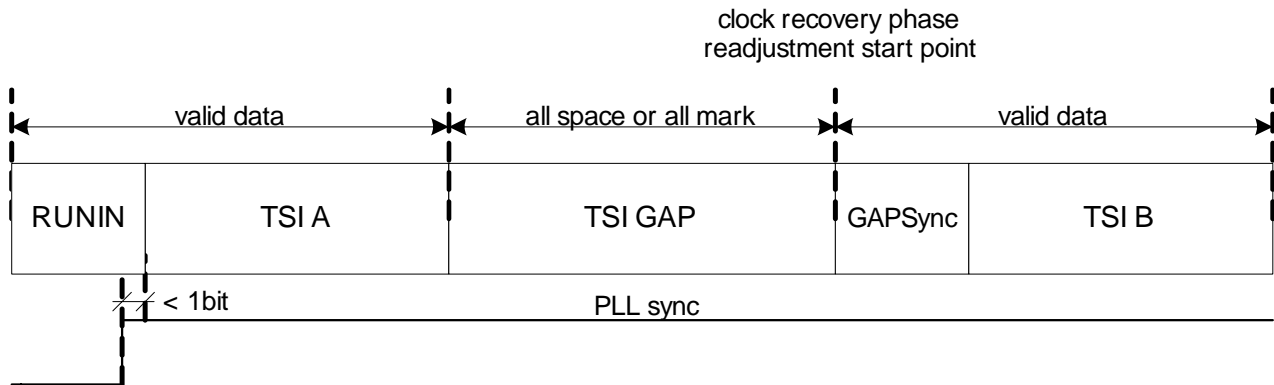 clock recovery phase
readjustment start point
valid data
all space or all mark
valid data
RUNIN
TSI A
TSI GAP
GAPSync
TSI B
< 1bit
PLL sync